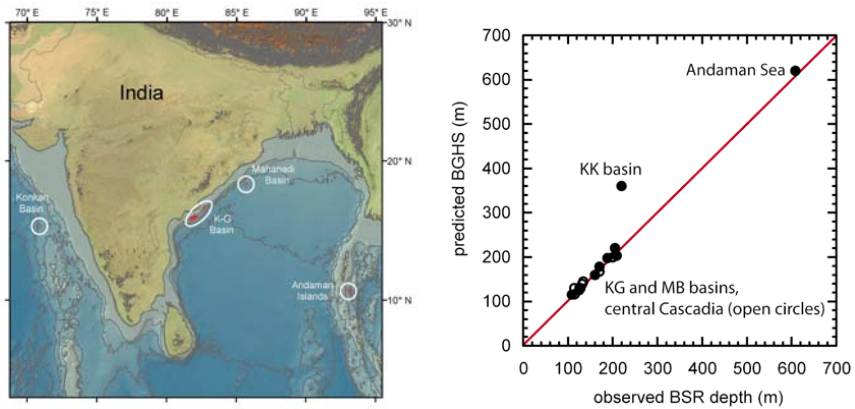 70° E
75° E
80° E
85° E
90° E
95° E
30° N
India
20° N
Mahanadi
Basin
Konkan
Basin
K-G
Basin
Andaman
Islands
10° N
700
600
500
400
300
200
100
0
predicted BGHS (m)
Andaman Sea
KK basin
KG and MB basins,
central Cascadia (open circles)
0 100 200 300 400 500 600 700
observed BSR depth (m)